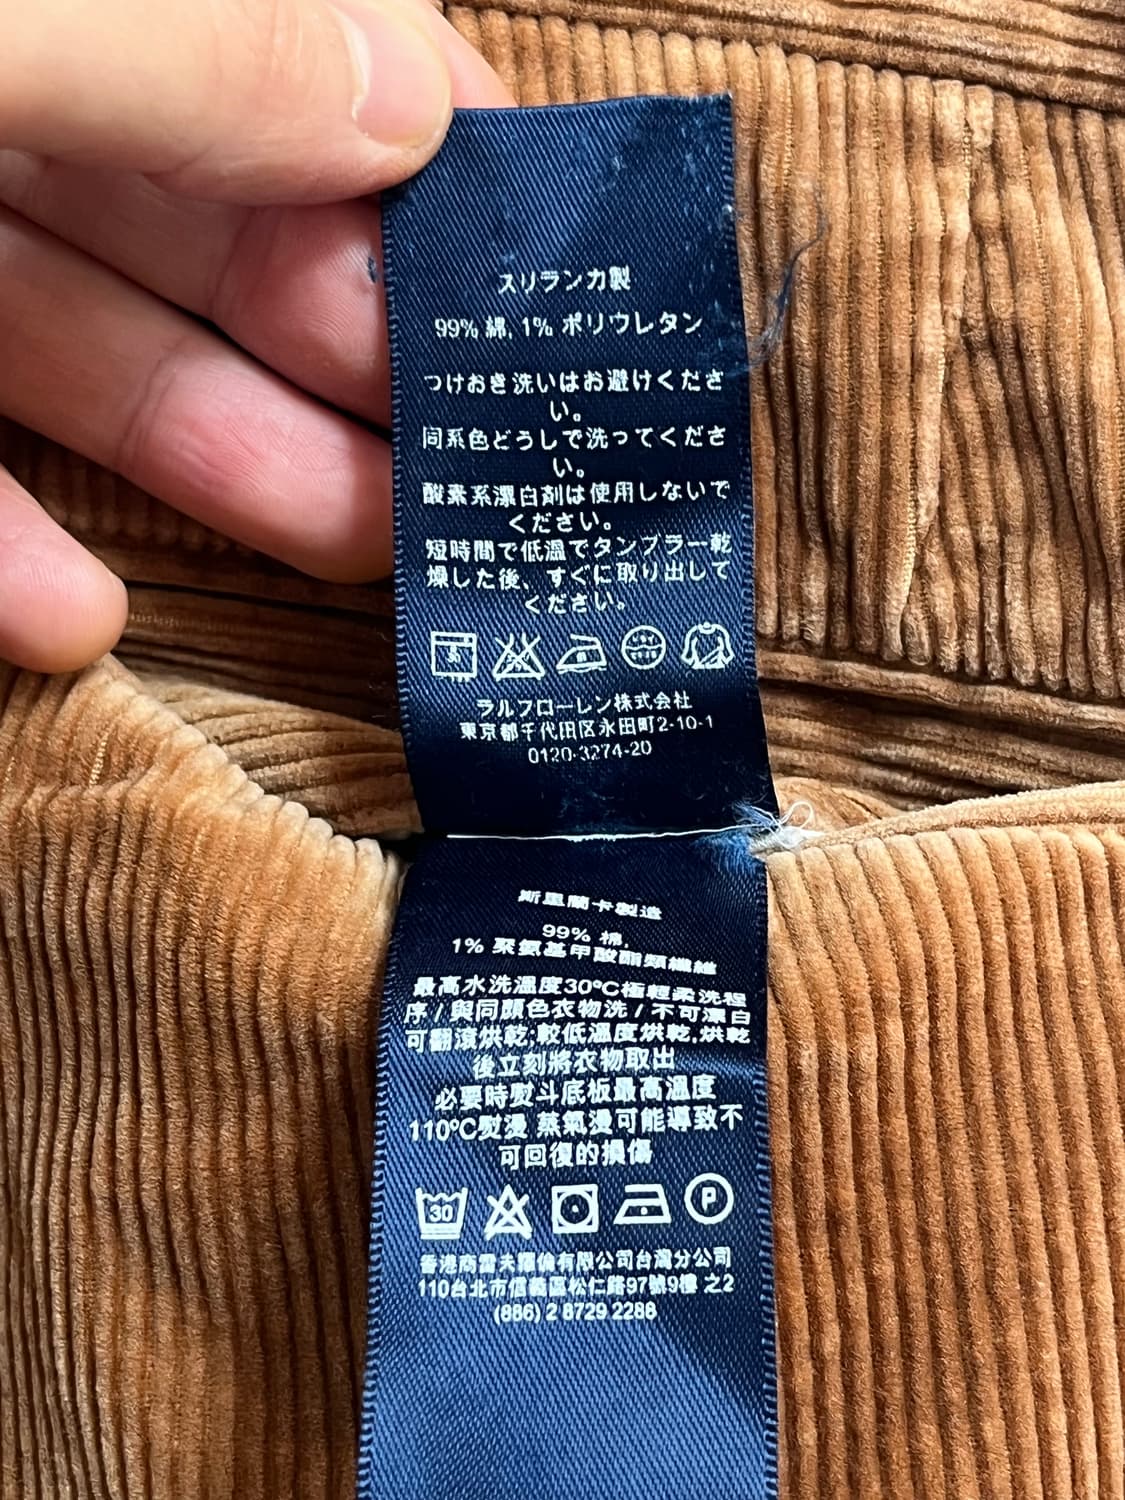 スリランカ製
99% 綿, 1% ポリウレタン
つけおき洗いはお避けくださ
い。
同系色どうしで洗ってくださ
い。
酸素系漂白剤は使用しないで
ください。
短時間で低温でタンブラー乾
燥した後、すぐに取り出して
ください。
30
ラルフローレン株式会社
東京都千代田区永田町2-10-1
0120-3274-20
斯里蘭卡製造
99% 棉,
1% 聚氨基甲酸酯類纖維
最高水洗溫度30°C極輕柔洗程
序 / 與同顏色衣物洗 / 不可漂白
可翻滾烘乾;較低溫度烘乾,烘乾
後立刻將衣物取出
必要時熨斗底板最高溫度
110°C熨燙 蒸氣燙可能導致不
可回復的損傷
30
P
香港商雷夫羅倫有限公司台灣分公司
110台北市信義區松仁路97號9樓 之2
(886) 2 8729 2288